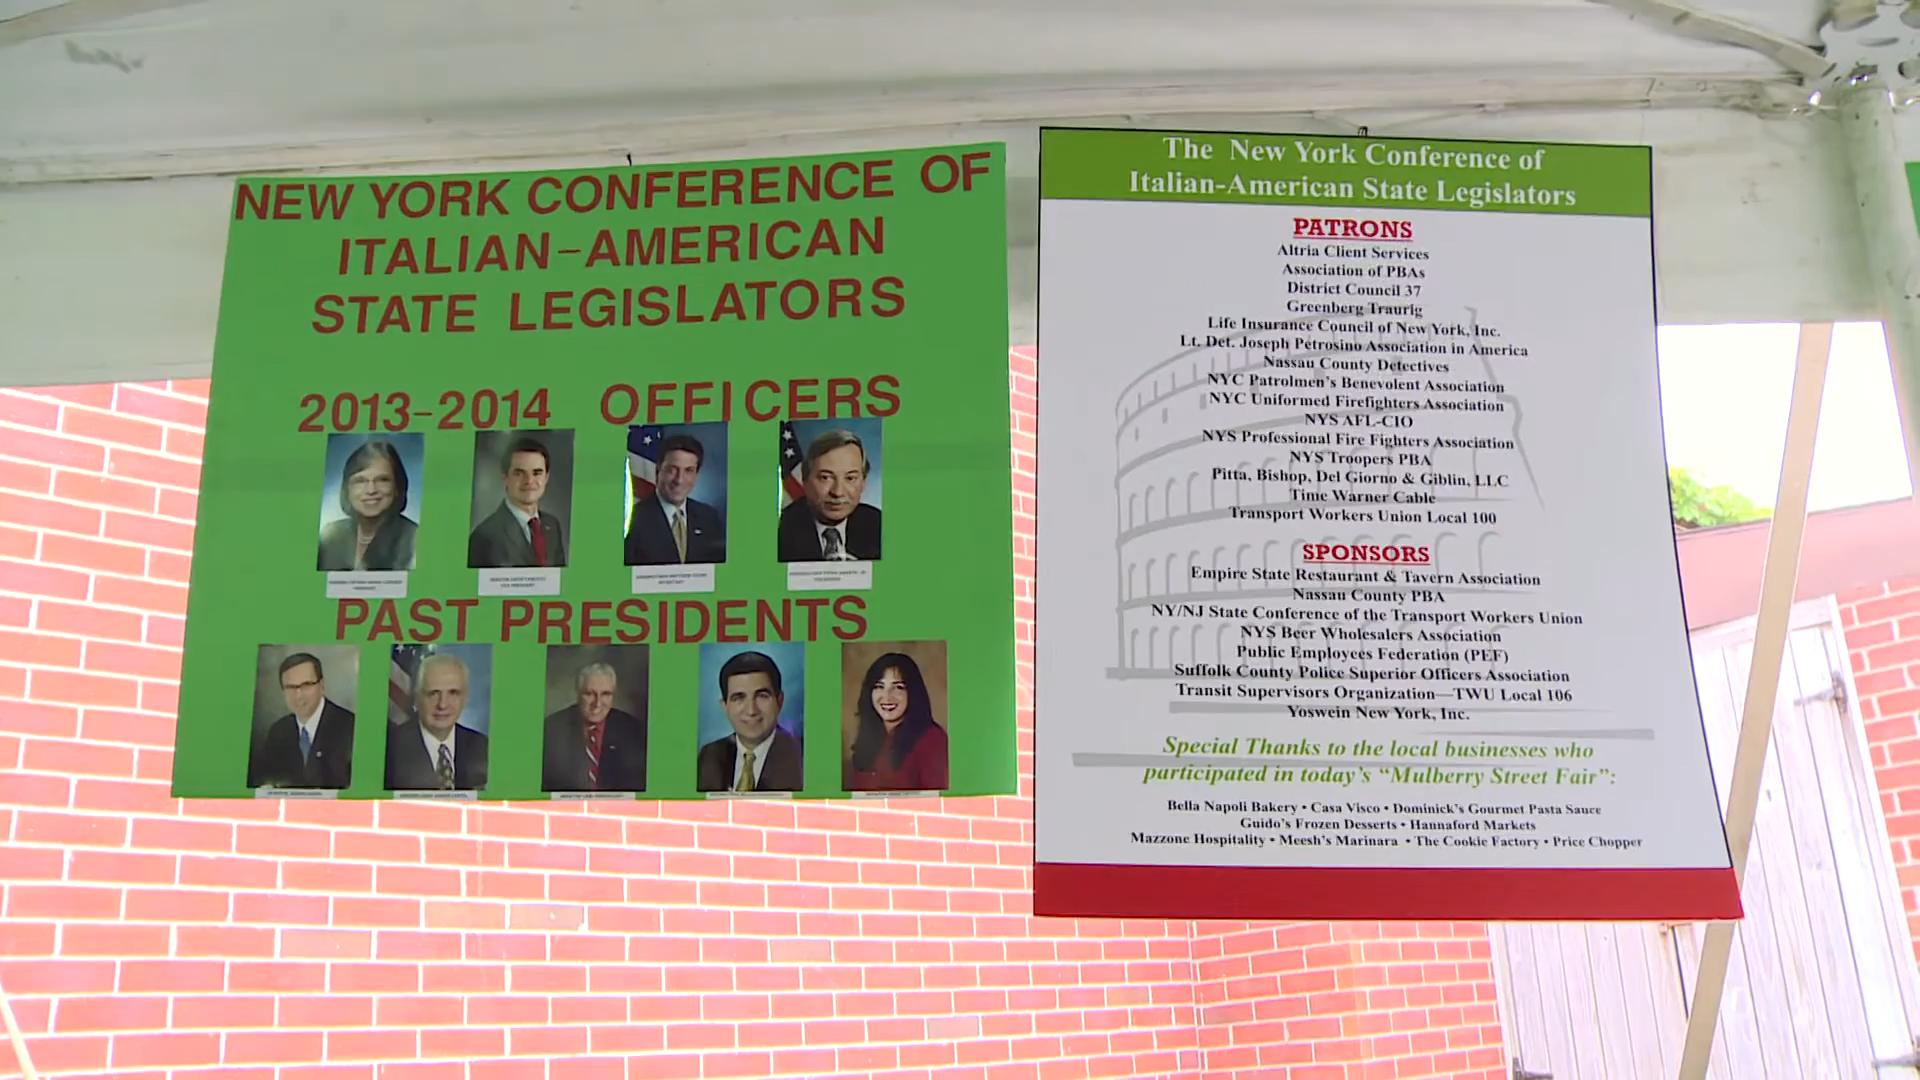 NEW YORK CONFERENCE OF
ITALIAN-AMERICAN
STATE LEGISLATORS
2013-2014 OFFICERS
PRESIDENT
VICE PRESIDENT
SECRETARY
PAST PRESIDENTS
The New York Conference of
Italian-American State Legislators
PATRONS
Altria Client Services
Association of PBAs
District Council 37
Greenberg Traurig
Life Insurance Council of New York, Inc.
Lt. Det. Joseph Petrosino Association in America
Nassau County Detectives
NYC Patrolmen's Benevolent Association
NYC Uniformed Firefighters Association
NYS AFL-CIO
NYS Professional Fire Fighters Association
NYS Troopers PBA
Pitta, Bishop, Del Giorno & Giblin, LLC
Time Warner Cable
Transport Workers Union Local 100
SPONSORS
Empire State Restaurant & Tavern Association
Nassau County PBA
NY/NJ State Conference of the Transport Workers Union
NYS Beer Wholesalers Association
Public Employees Federation (PEF)
Suffolk County Police Superior Officers Association
Transit Supervisors Organization—TWU Local 106
Yoswein New York, Inc.
Special Thanks to the local businesses who
participated in today's “Mulberry Street Fair”:
Bella Napoli Bakery • Casa Visco • Dominick's Gourmet Pasta Sauce
Guido's Frozen Desserts • Hannaford Markets
Mazzone Hospitality • Meesh's Marinara • The Cookie Factory • Price Chopper